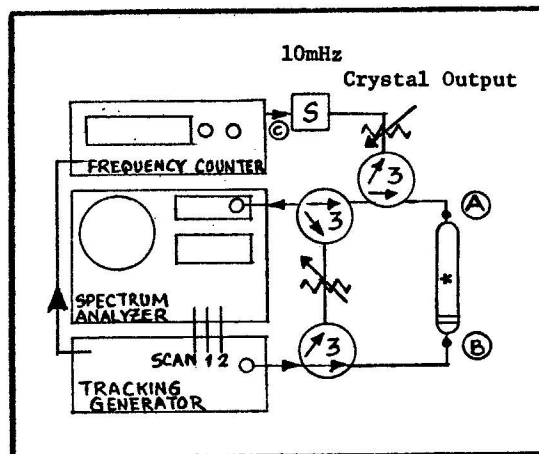 10mHz
Crystal Output
S
©
FREQUENCY COUNTER
3
3
A
*
SPECTRUM
ANALYZER
SCAN 1 2
3
B
TRACKING
GENERATOR